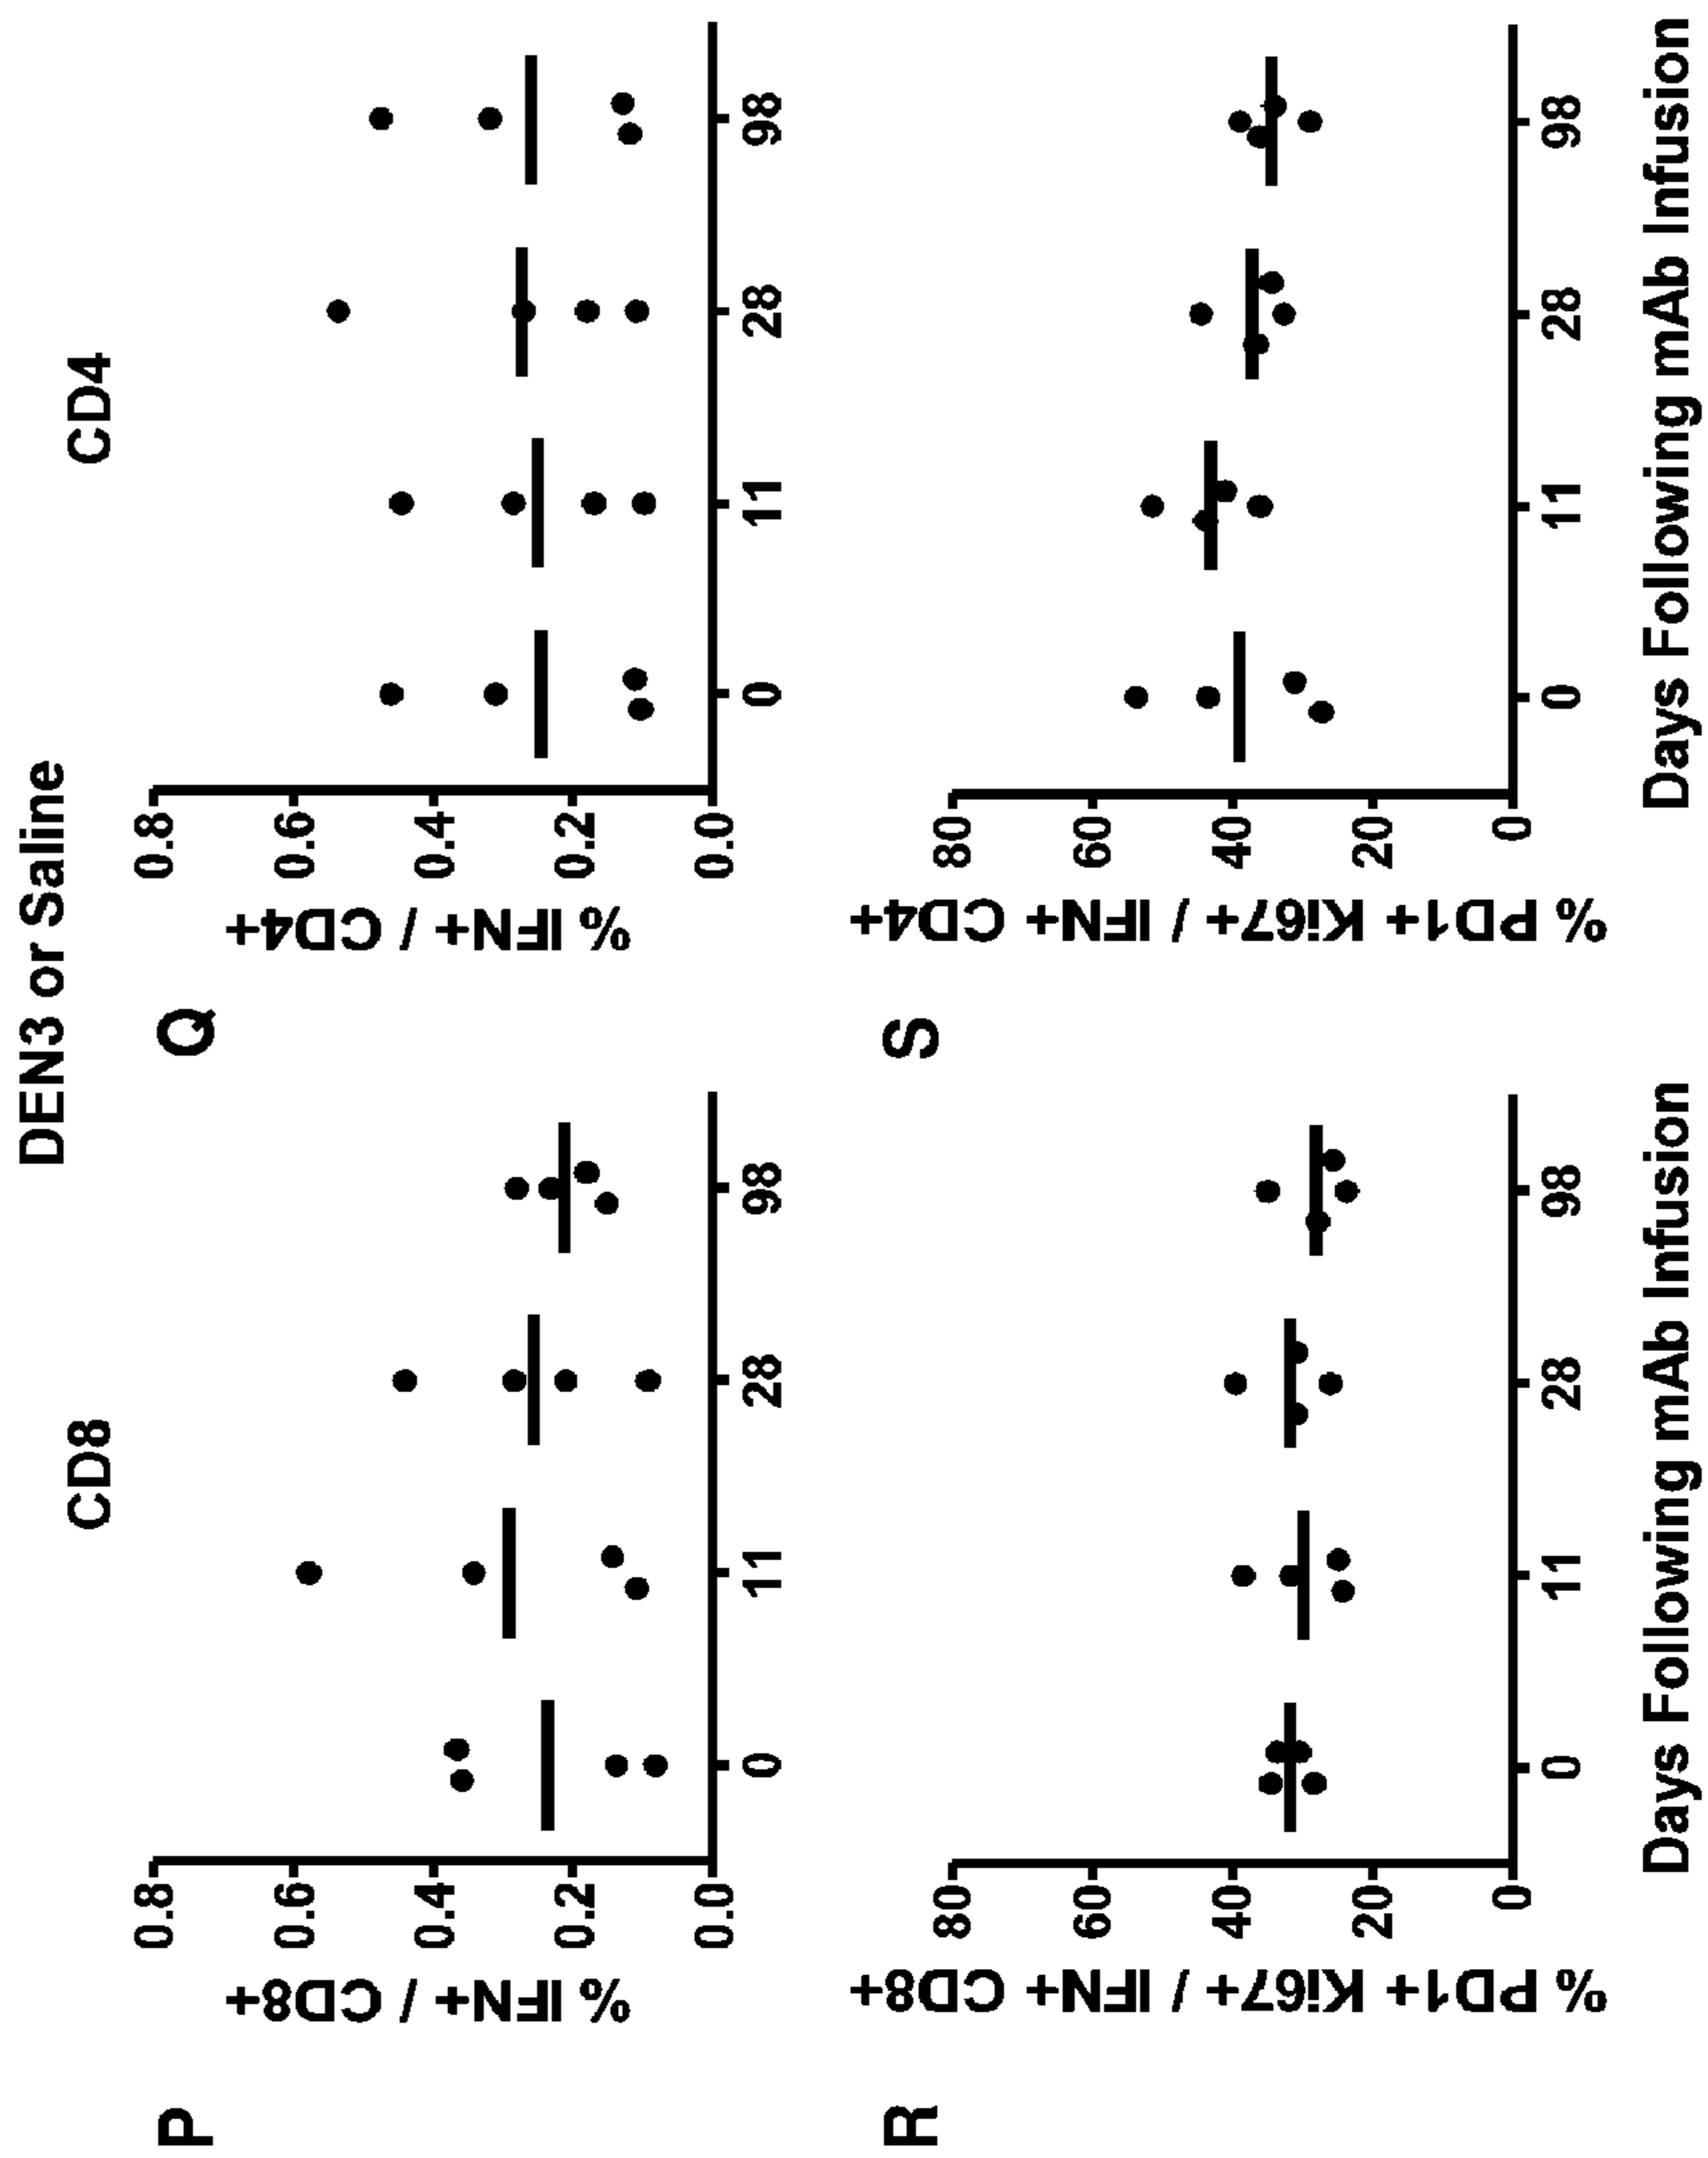 DEN3 or Saline
CD8
CD4
P
% IFN+ / CD8+
0.8
0.6
0.4
0.2
0.0
0 11 28 98
Q
% IFN+ / CD4+
0.8
0.6
0.4
0.2
0.0
0 11 28 98
R
% PD1+ Ki67+ / IFN+ CD8+
80
60
40
20
0
0 11 28 98
Days Following mAb Infusion
S
% PD1+ Ki67+ / IFN+ CD4+
80
60
40
20
0
0 11 28 98
Days Following mAb Infusion